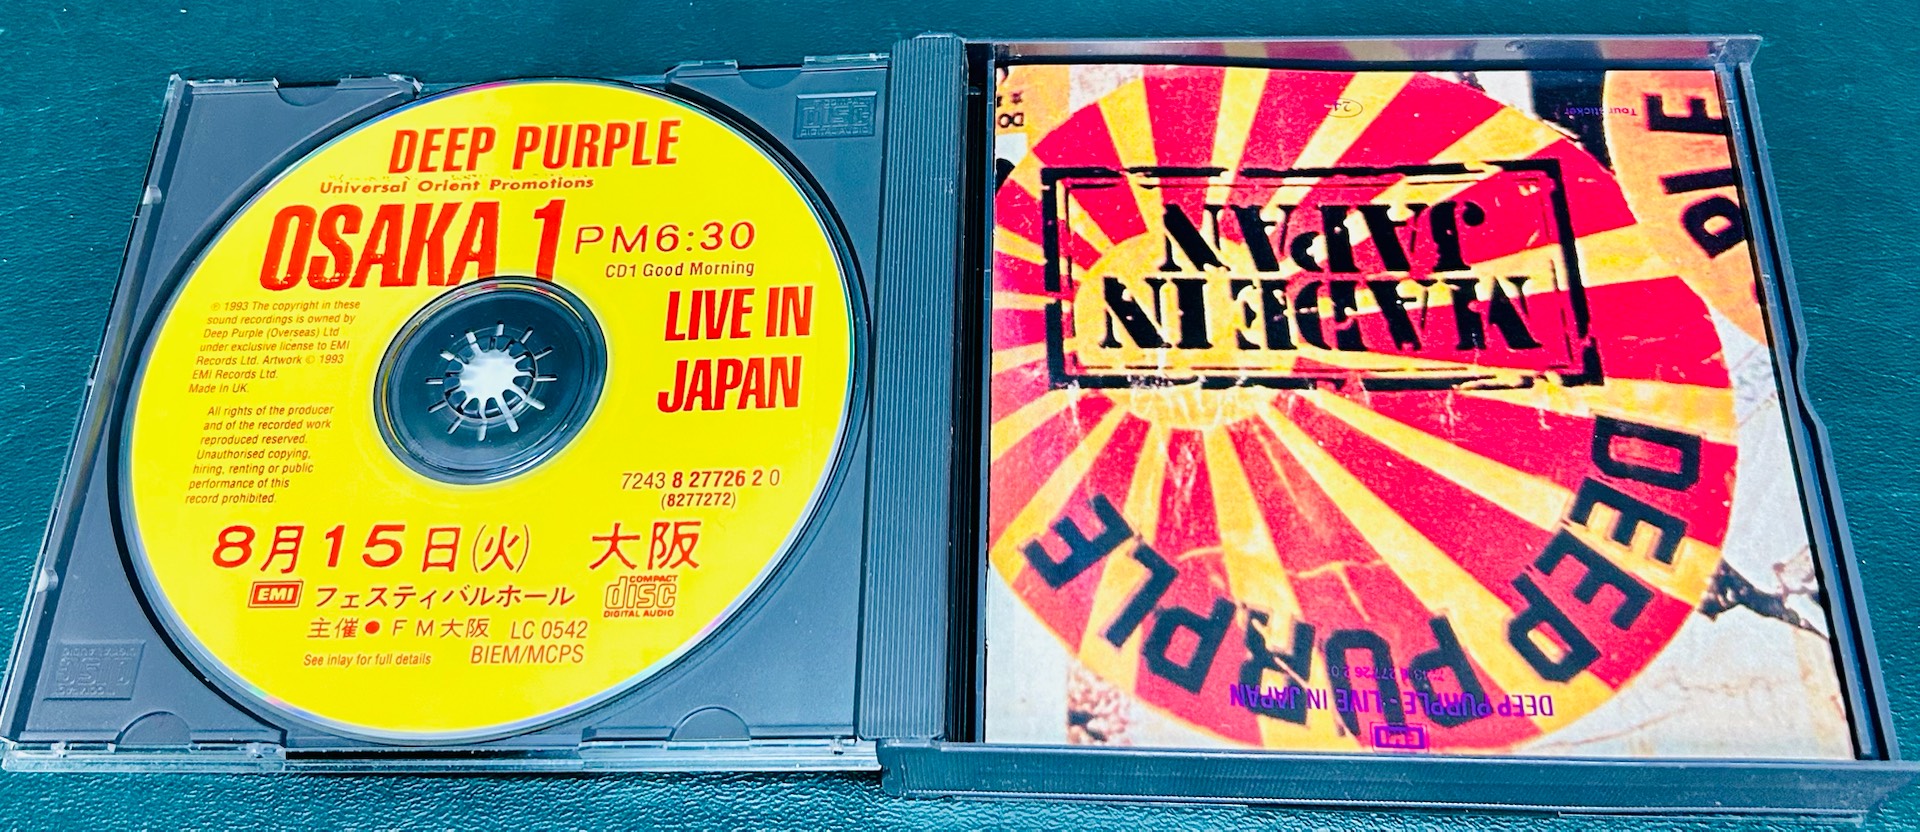 DEEP PURPLE
Universal Orient Promotions
OSAKA 1 PM6:30
CD1 Good Morning
LIVE IN
JAPAN
℗ 1993 The copyright in these
sound recordings is owned by
Deep Purple (Overseas) Ltd
under exclusive license to EMI
Records Ltd. Artwork © 1993
EMI Records Ltd.
Made in UK.
All rights of the producer
and of the recorded work
reproduced reserved.
Unauthorised copying,
hiring, renting or public
performance of this
record prohibited.
7243 8 27726 2 0
(8277272)
8月15日(火) 大阪
EMI フェスティバルホール
COMPACT
disc
DIGITAL AUDIO
主催●FM大阪 LC 0542
BIEM/MCPS
See inlay for full details
24
Tour Sticker
MADE IN
JAPAN
DEEP PURPLE
DEEP PURPLE • LIVE IN JAPAN
EMI